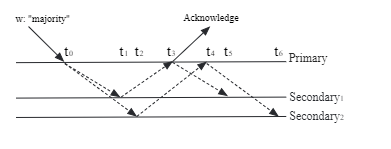 w: "majority" Acknowledge
t0 t1 t2 t3 t4 t5 t6 Primary
Secondary1
Secondary2